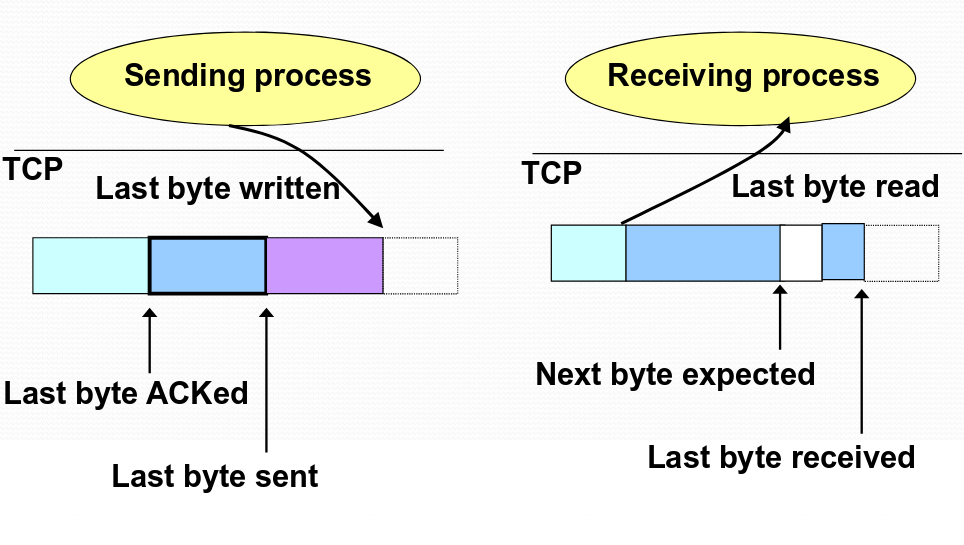 Sending process
TCP
Last byte written
Last byte ACKed
Last byte sent
Receiving process
TCP
Last byte read
Next byte expected
Last byte received